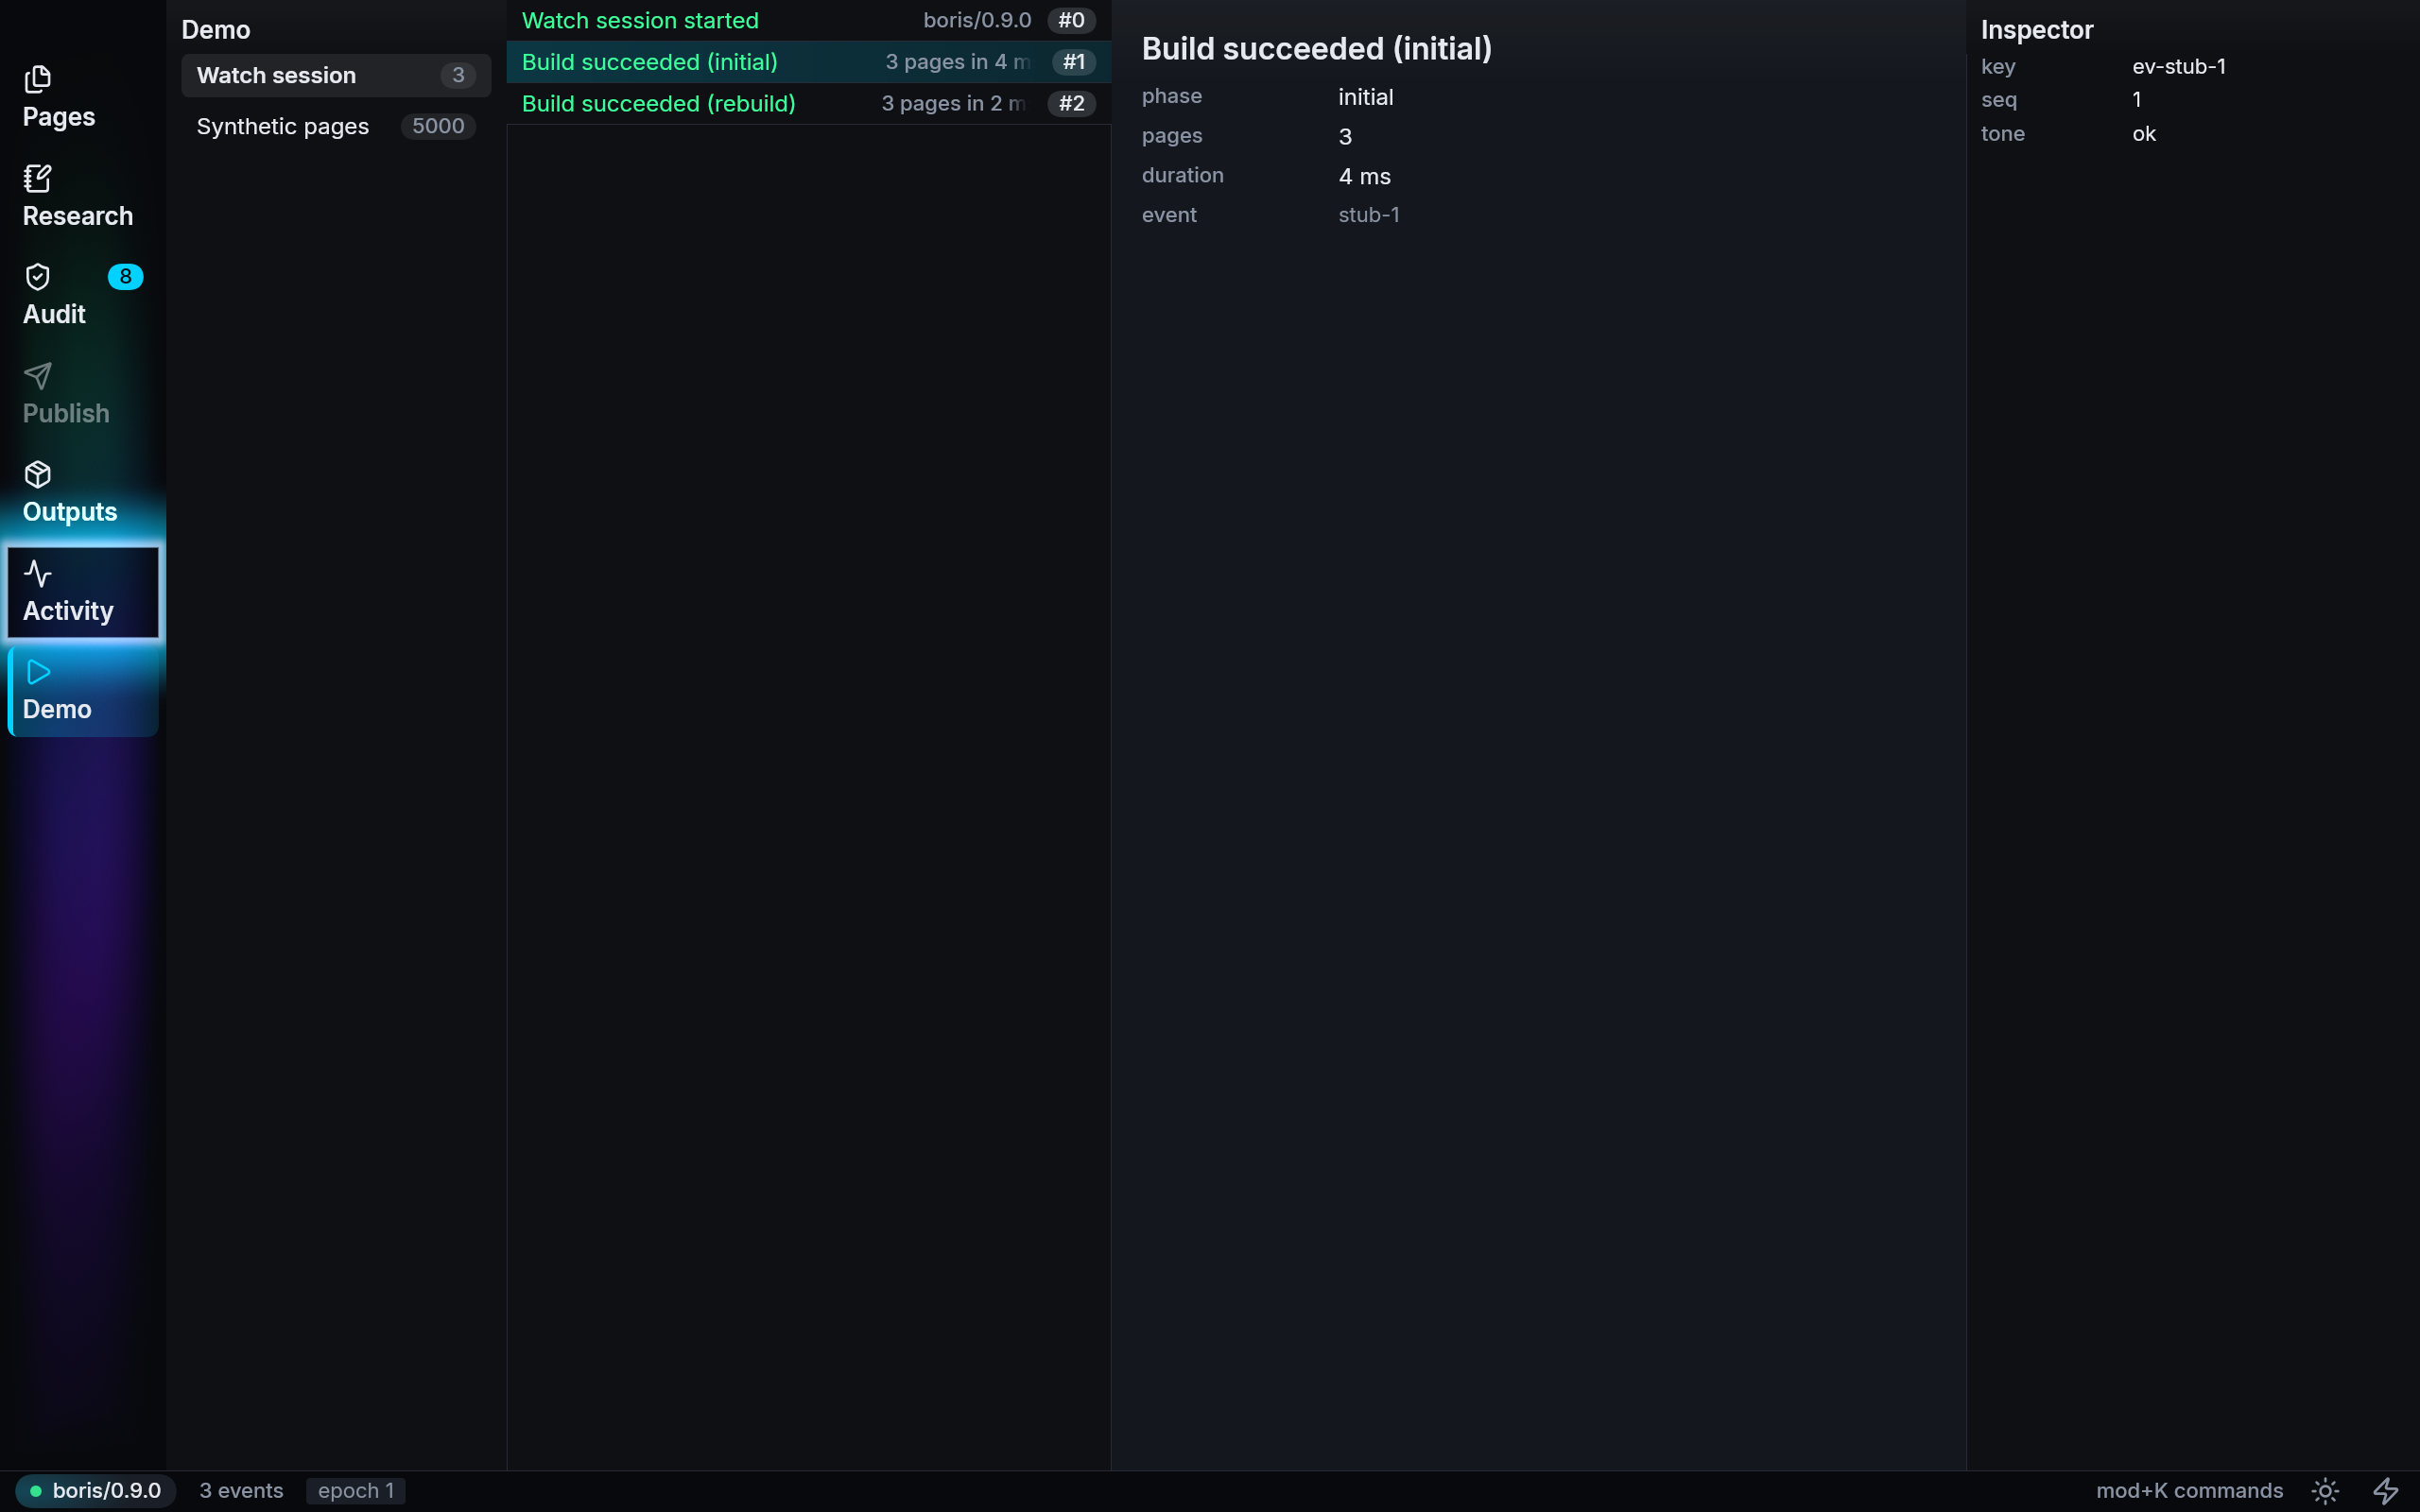 Pages
Research
8
Audit
Publish
Outputs
Activity
Demo
Demo
Watch session 3
Synthetic pages 5000
Watch session started boris/0.9.0 #0
Build succeeded (initial) 3 pages in 4 m #1
Build succeeded (rebuild) 3 pages in 2 m #2
Build succeeded (initial)
phase initial
pages 3
duration 4 ms
event stub-1
Inspector
key ev-stub-1
seq 1
tone ok
boris/0.9.0 3 events epoch 1 mod+K commands